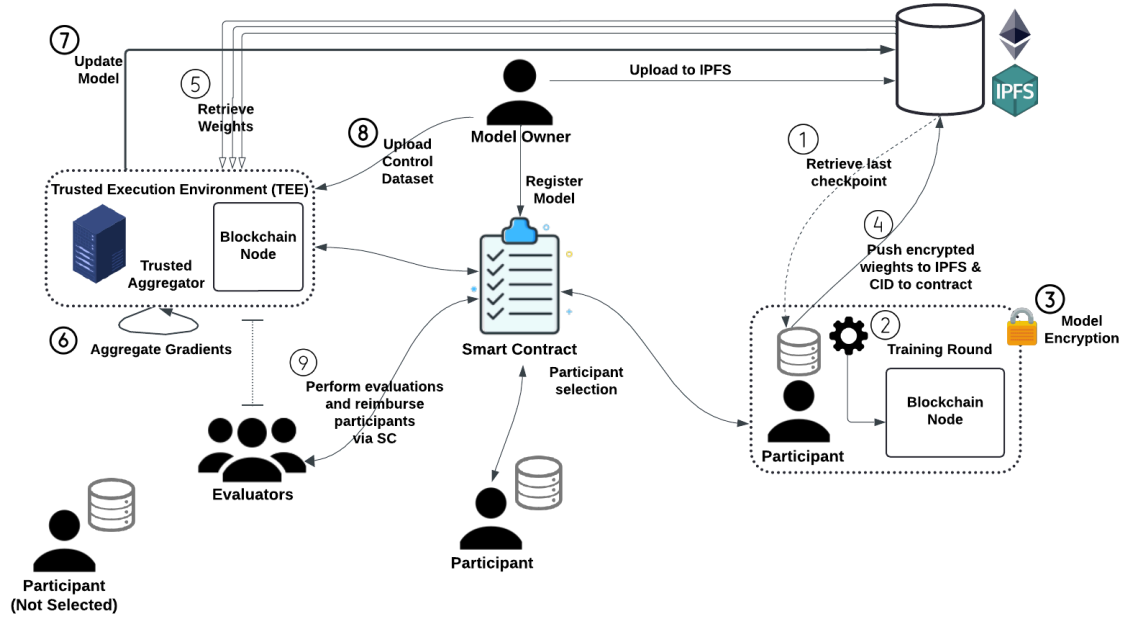 7
Update
Model
5
Retrieve
Weights
Upload to IPFS
IPFS
Model Owner
8
Upload
Control
Dataset
1
Retrieve last
checkpoint
Register
Model
Trusted Execution Environment (TEE)
Blockchain
Node
Trusted
Aggregator
4
Push encrypted
wieghts to IPFS &
CID to contract
3
Model
Encryption
6
Aggregate Gradients
Smart Contract
2
Training Round
9
Perform evaluations
and reimburse
participants
via SC
Participant
selection
Blockchain
Node
Participant
Evaluators
Participant
Participant
(Not Selected)